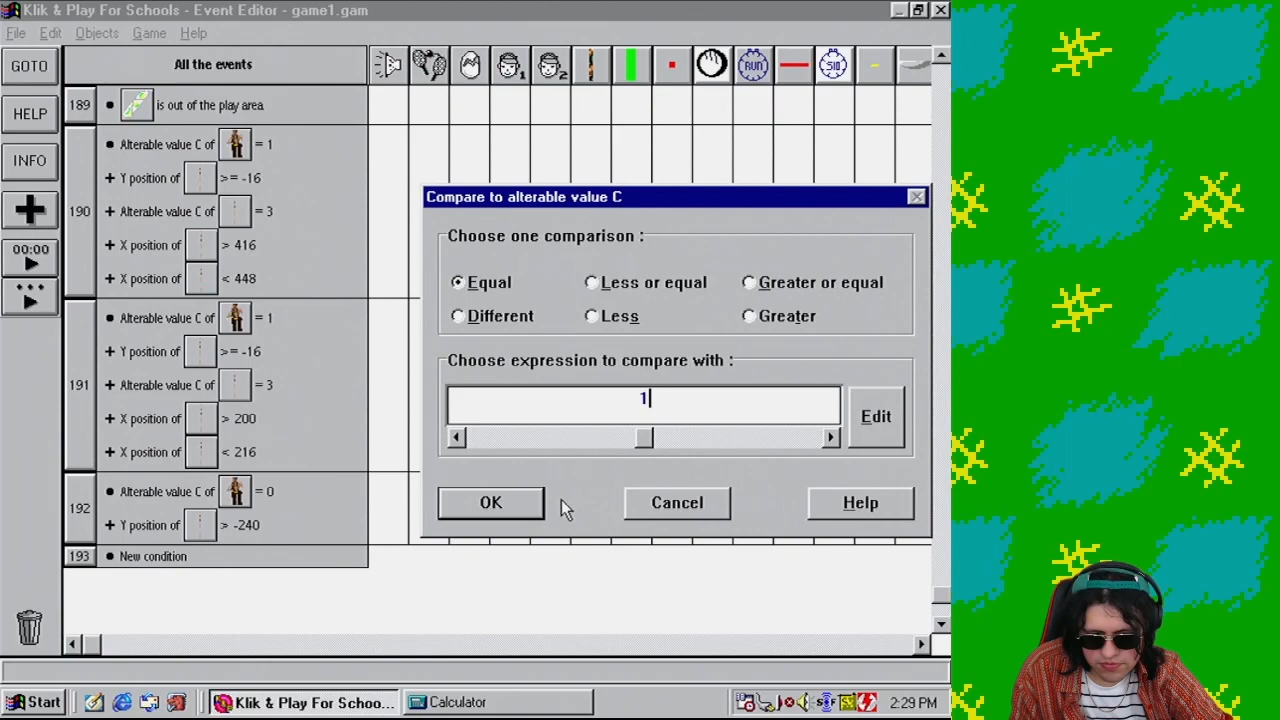 Klik & Play For Schools - Event Editor - game1.gam
File Edit Objects Game Help
GOTO
All the events
1
2
RUN
189
is out of the play area
HELP
Alterable value C of = 1
INFO
Y position of >= -16
190
Alterable value C of = 3
X position of > 416
00:00
X position of < 448
Alterable value C of = 1
Y position of >= -16
191
Alterable value C of = 3
X position of > 200
X position of < 216
192
Alterable value C of = 0
Y position of > -240
193
New condition
Compare to alterable value C
Choose one comparison :
Equal Less or equal Greater or equal
Different Less Greater
Choose expression to compare with :
1
Edit
OK Cancel Help
Start Klik & Play For Schoo... Calculator 2:29 PM